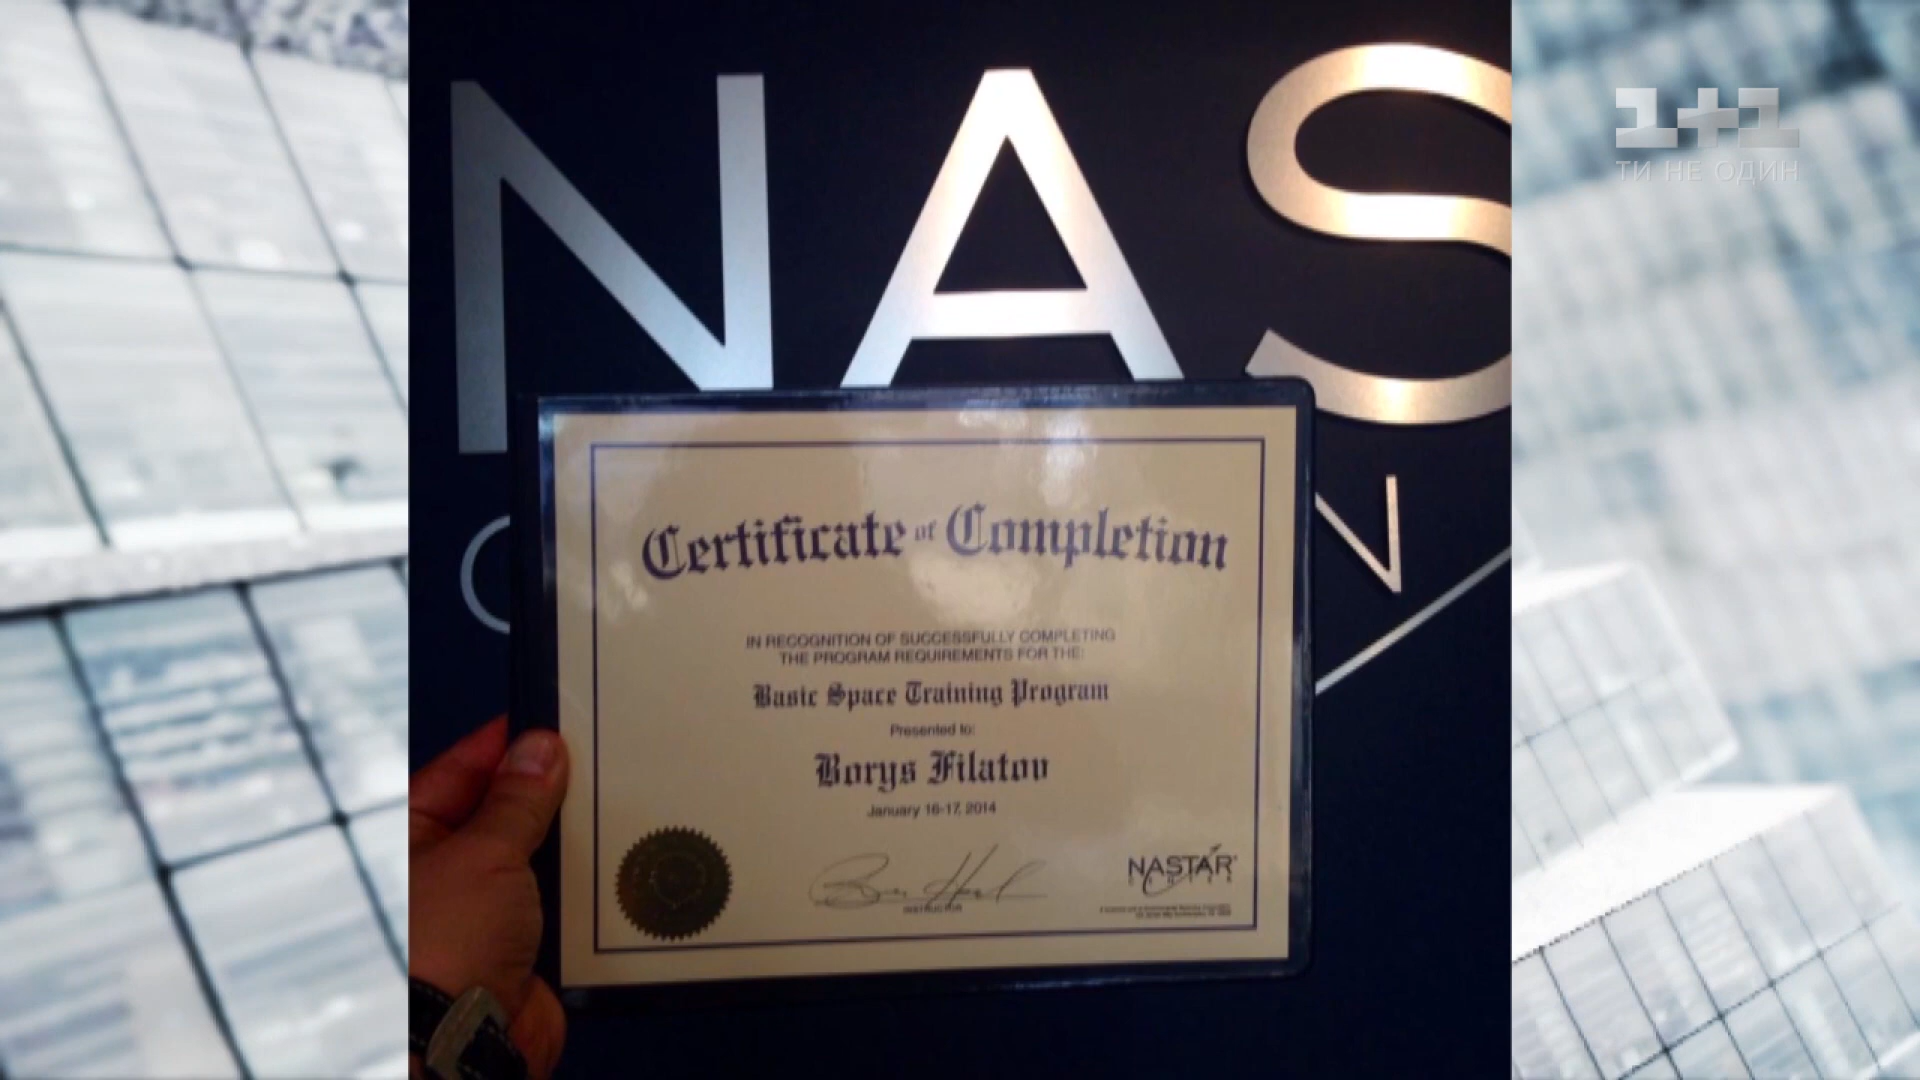 NAS
1+1
ТИ НЕ ОДИН
Certificate of Completion
IN RECOGNITION OF SUCCESSFULLY COMPLETING
THE PROGRAM REQUIREMENTS FOR THE:
Basic Space Training Program
Presented to:
Borys Filatov
January 16-17, 2014
INSTRUCTOR
NASTAR
CENTER